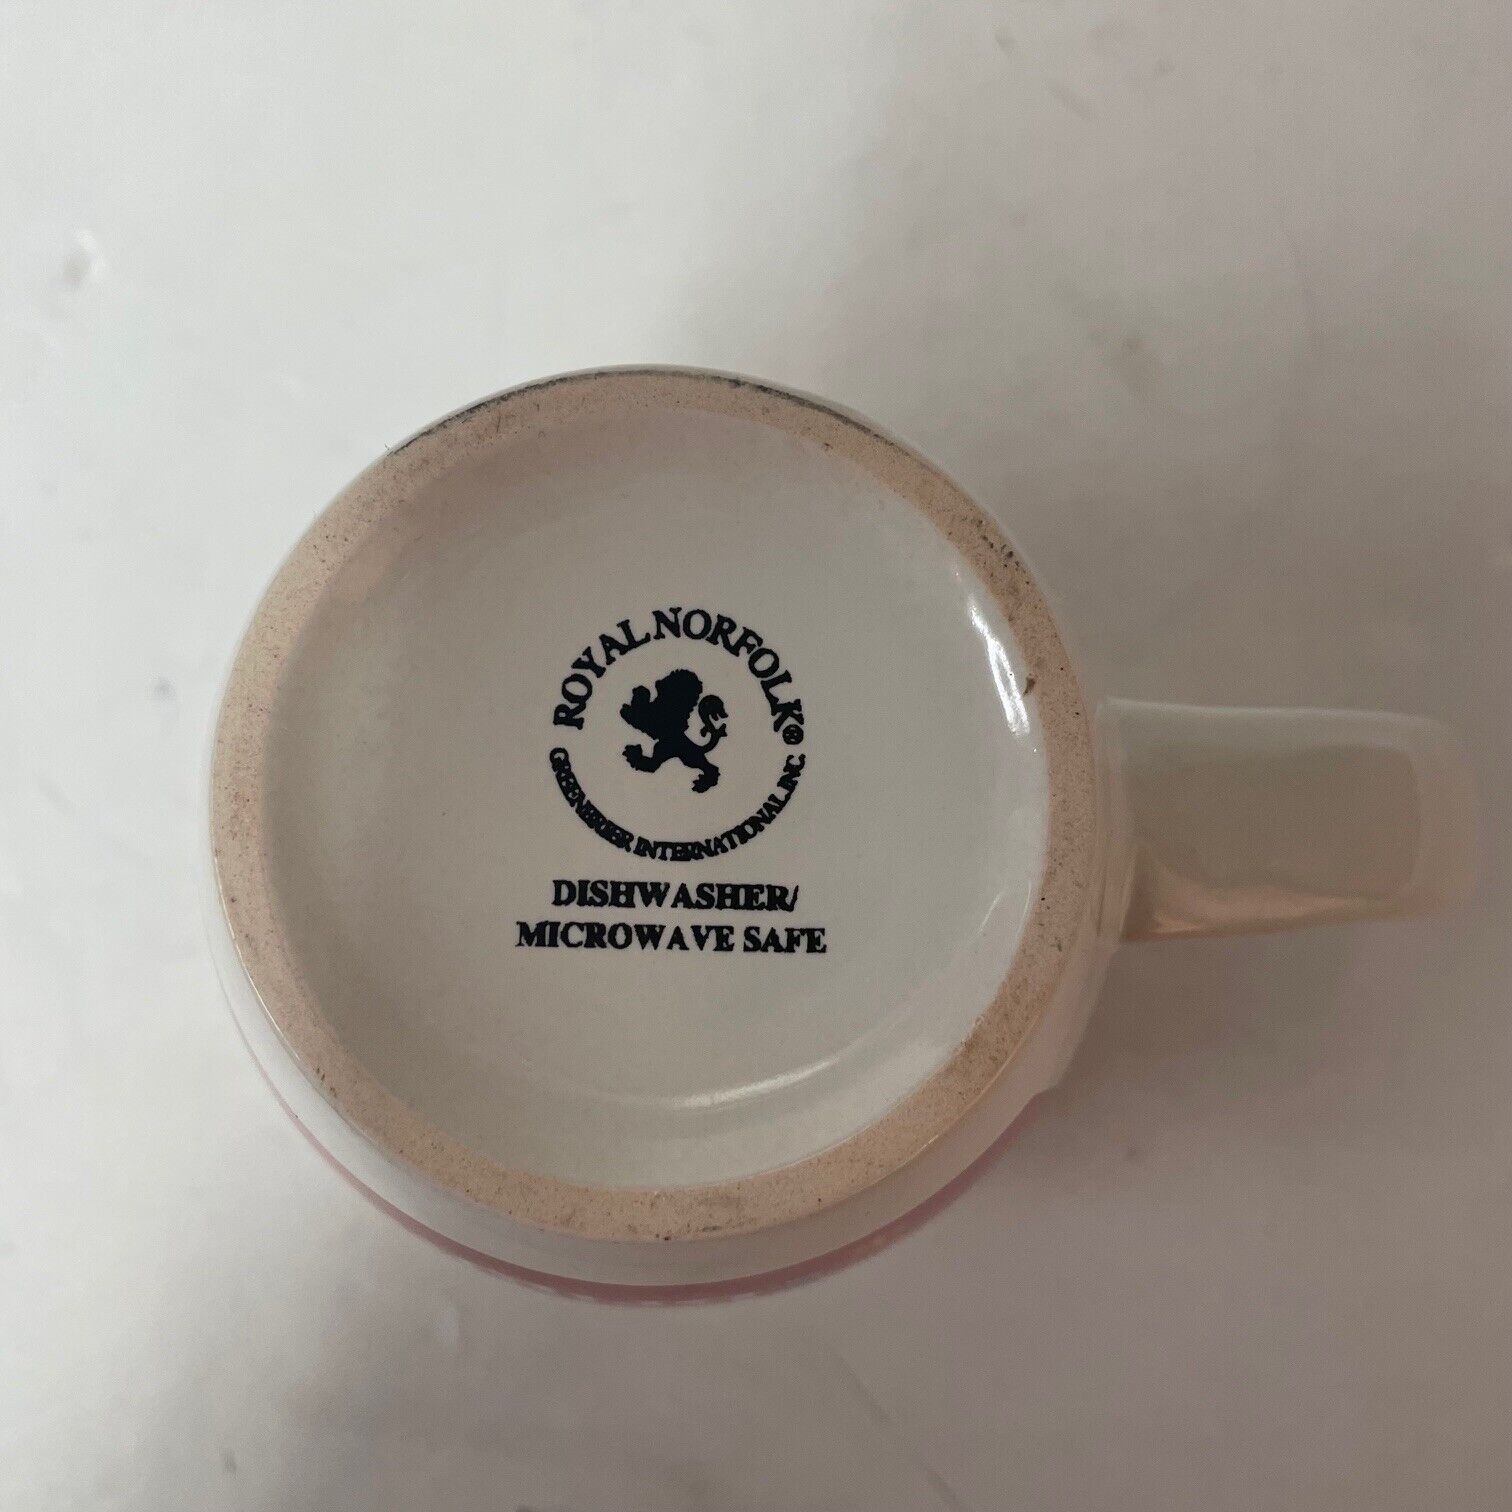 ROYAL NORFOLK®
GREENBRIER INTERNATIONAL, INC.
DISHWASHER/
MICROWAVE SAFE